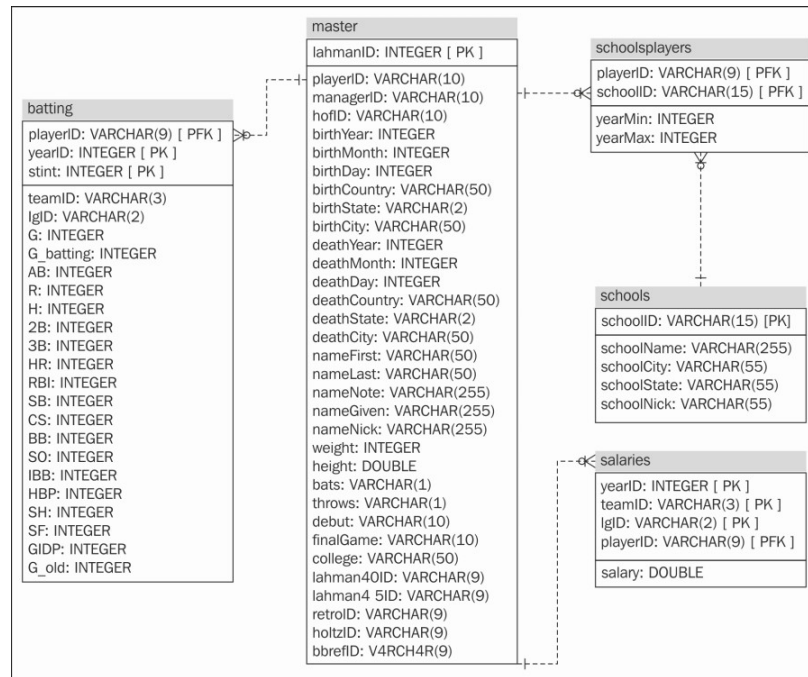 master
lahmanID: INTEGER [ PK ]
playerID: VARCHAR(10)
managerID: VARCHAR(10)
hofID: VARCHAR(10)
birthYear: INTEGER
birthMonth: INTEGER
birthDay: INTEGER
birthCountry: VARCHAR(50)
birthState: VARCHAR(2)
birthCity: VARCHAR(50)
deathYear: INTEGER
deathMonth: INTEGER
deathDay: INTEGER
deathCountry: VARCHAR(50)
deathState: VARCHAR(2)
deathCity: VARCHAR(50)
nameFirst: VARCHAR(50)
nameLast: VARCHAR(50)
nameNote: VARCHAR(255)
nameGiven: VARCHAR(255)
nameNick: VARCHAR(255)
weight: INTEGER
height: DOUBLE
bats: VARCHAR(1)
throws: VARCHAR(1)
debut: VARCHAR(10)
finalGame: VARCHAR(10)
college: VARCHAR(50)
lahman40ID: VARCHAR(9)
lahman4 5ID: VARCHAR(9)
retroID: VARCHAR(9)
holtzID: VARCHAR(9)
bbrefID: V4RCH4R(9)
batting
playerID: VARCHAR(9) [ PFK ]
yearID: INTEGER [ PK ]
stint: INTEGER [ PK ]
teamID: VARCHAR(3)
IgID: VARCHAR(2)
G: INTEGER
G_batting: INTEGER
AB: INTEGER
R: INTEGER
H: INTEGER
2B: INTEGER
3B: INTEGER
HR: INTEGER
RBI: INTEGER
SB: INTEGER
CS: INTEGER
BB: INTEGER
SO: INTEGER
IBB: INTEGER
HBP: INTEGER
SH: INTEGER
SF: INTEGER
GIDP: INTEGER
G_old: INTEGER
schoolsplayers
playerID: VARCHAR(9) [ PFK ]
schoolID: VARCHAR(15) [ PFK ]
yearMin: INTEGER
yearMax: INTEGER
schools
schoolID: VARCHAR(15) [PK]
schoolName: VARCHAR(255)
schoolCity: VARCHAR(55)
schoolState: VARCHAR(55)
schoolNick: VARCHAR(55)
salaries
yearID: INTEGER [ PK ]
teamID: VARCHAR(3) [ PK ]
IgID: VARCHAR(2) [ PK ]
playerID: VARCHAR(9) [ PFK ]
salary: DOUBLE